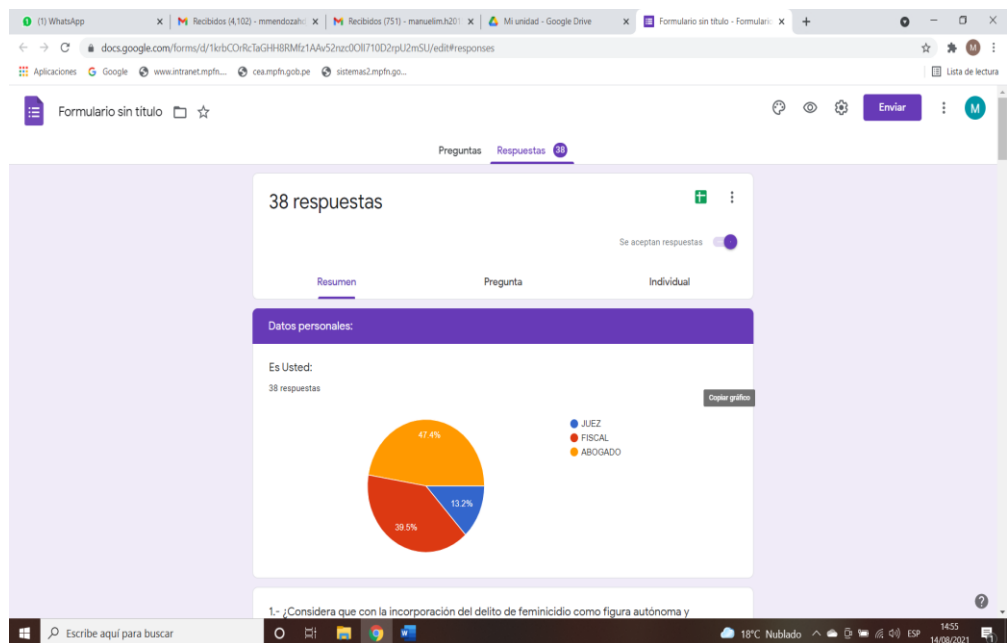 (1) WhatsApp
Recibidos (4,102) - mmendozah
Recibidos (751) - manuelim.h201
Mi unidad - Google Drive
Formulario sin título - Formulario
docs.google.com/forms/d/1krbCOrRcTaGHH8RMfz1AAv52nzc0OlI710D2rpU2mSU/edit#responses
Aplicaciones
Google
www.intranet.mpfn....
cea.mpfn.gob.pe
sistemas2.mpfn.go...
Lista de lectura
Formulario sin título
Enviar
M
Preguntas
Respuestas 38
38 respuestas
Se aceptan respuestas
Resumen
Pregunta
Individual
Datos personales:
Es Usted:
38 respuestas
Copiar gráfico
47.4%
13.2%
39.5%
JUEZ
FISCAL
ABOGADO
1.- ¿Considera que con la incorporación del delito de feminicidio como figura autónoma y
Escribe aquí para buscar
18°C Nublado
ESP
14:55
14/08/2021